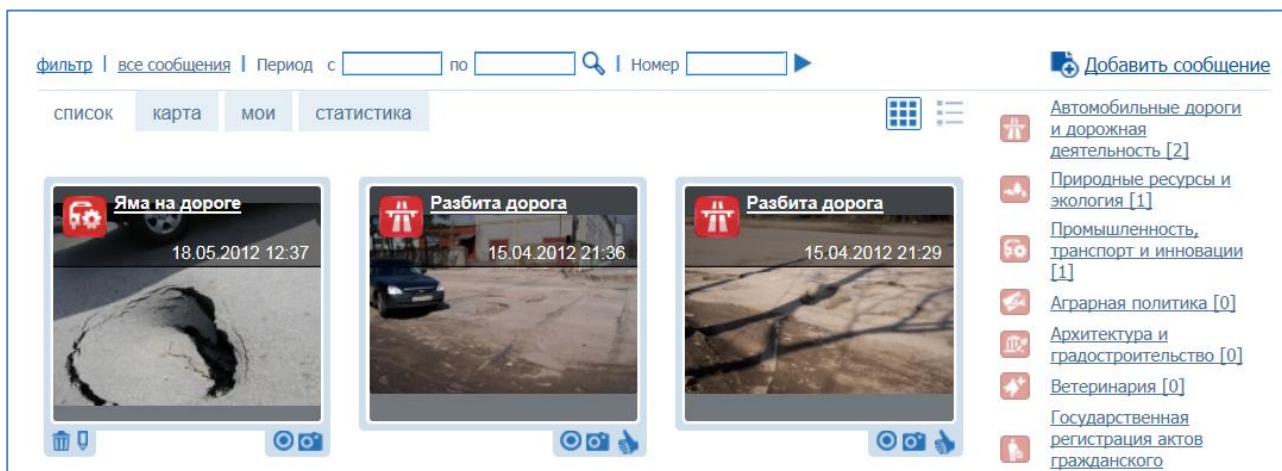 фильтр | все сообщения | Период с по | Номер
Добавить сообщение
список карта мои статистика
Яма на дороге
18.05.2012 12:37
Разбита дорога
15.04.2012 21:36
Разбита дорога
15.04.2012 21:29
Автомобильные дороги
и дорожная
деятельность [2]
Природные ресурсы и
экология [1]
Промышленность,
транспорт и инновации
[1]
Аграрная политика [0]
Архитектура и
градостроительство [0]
Ветеринария [0]
Государственная
регистрация актов
гражданского